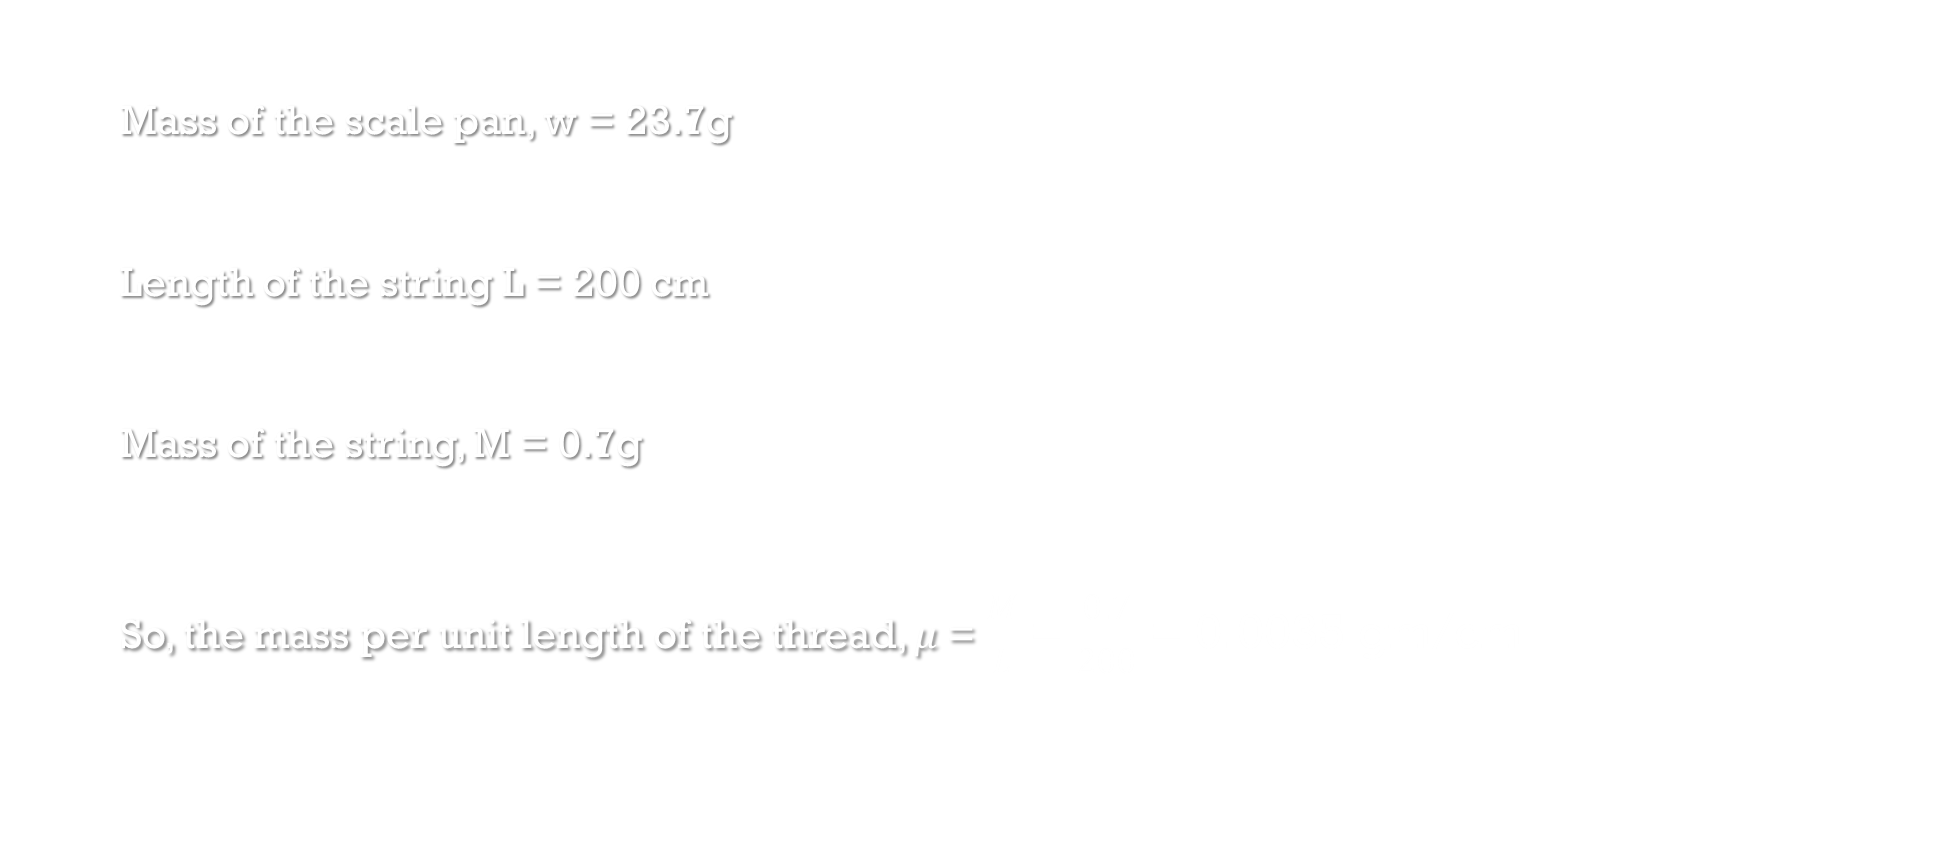 Mass of the scale pan, w = 23.7g
Length of the string L = 200 cm
Mass of the string, M = 0.7g
So, the mass per unit length of the thread, μ =